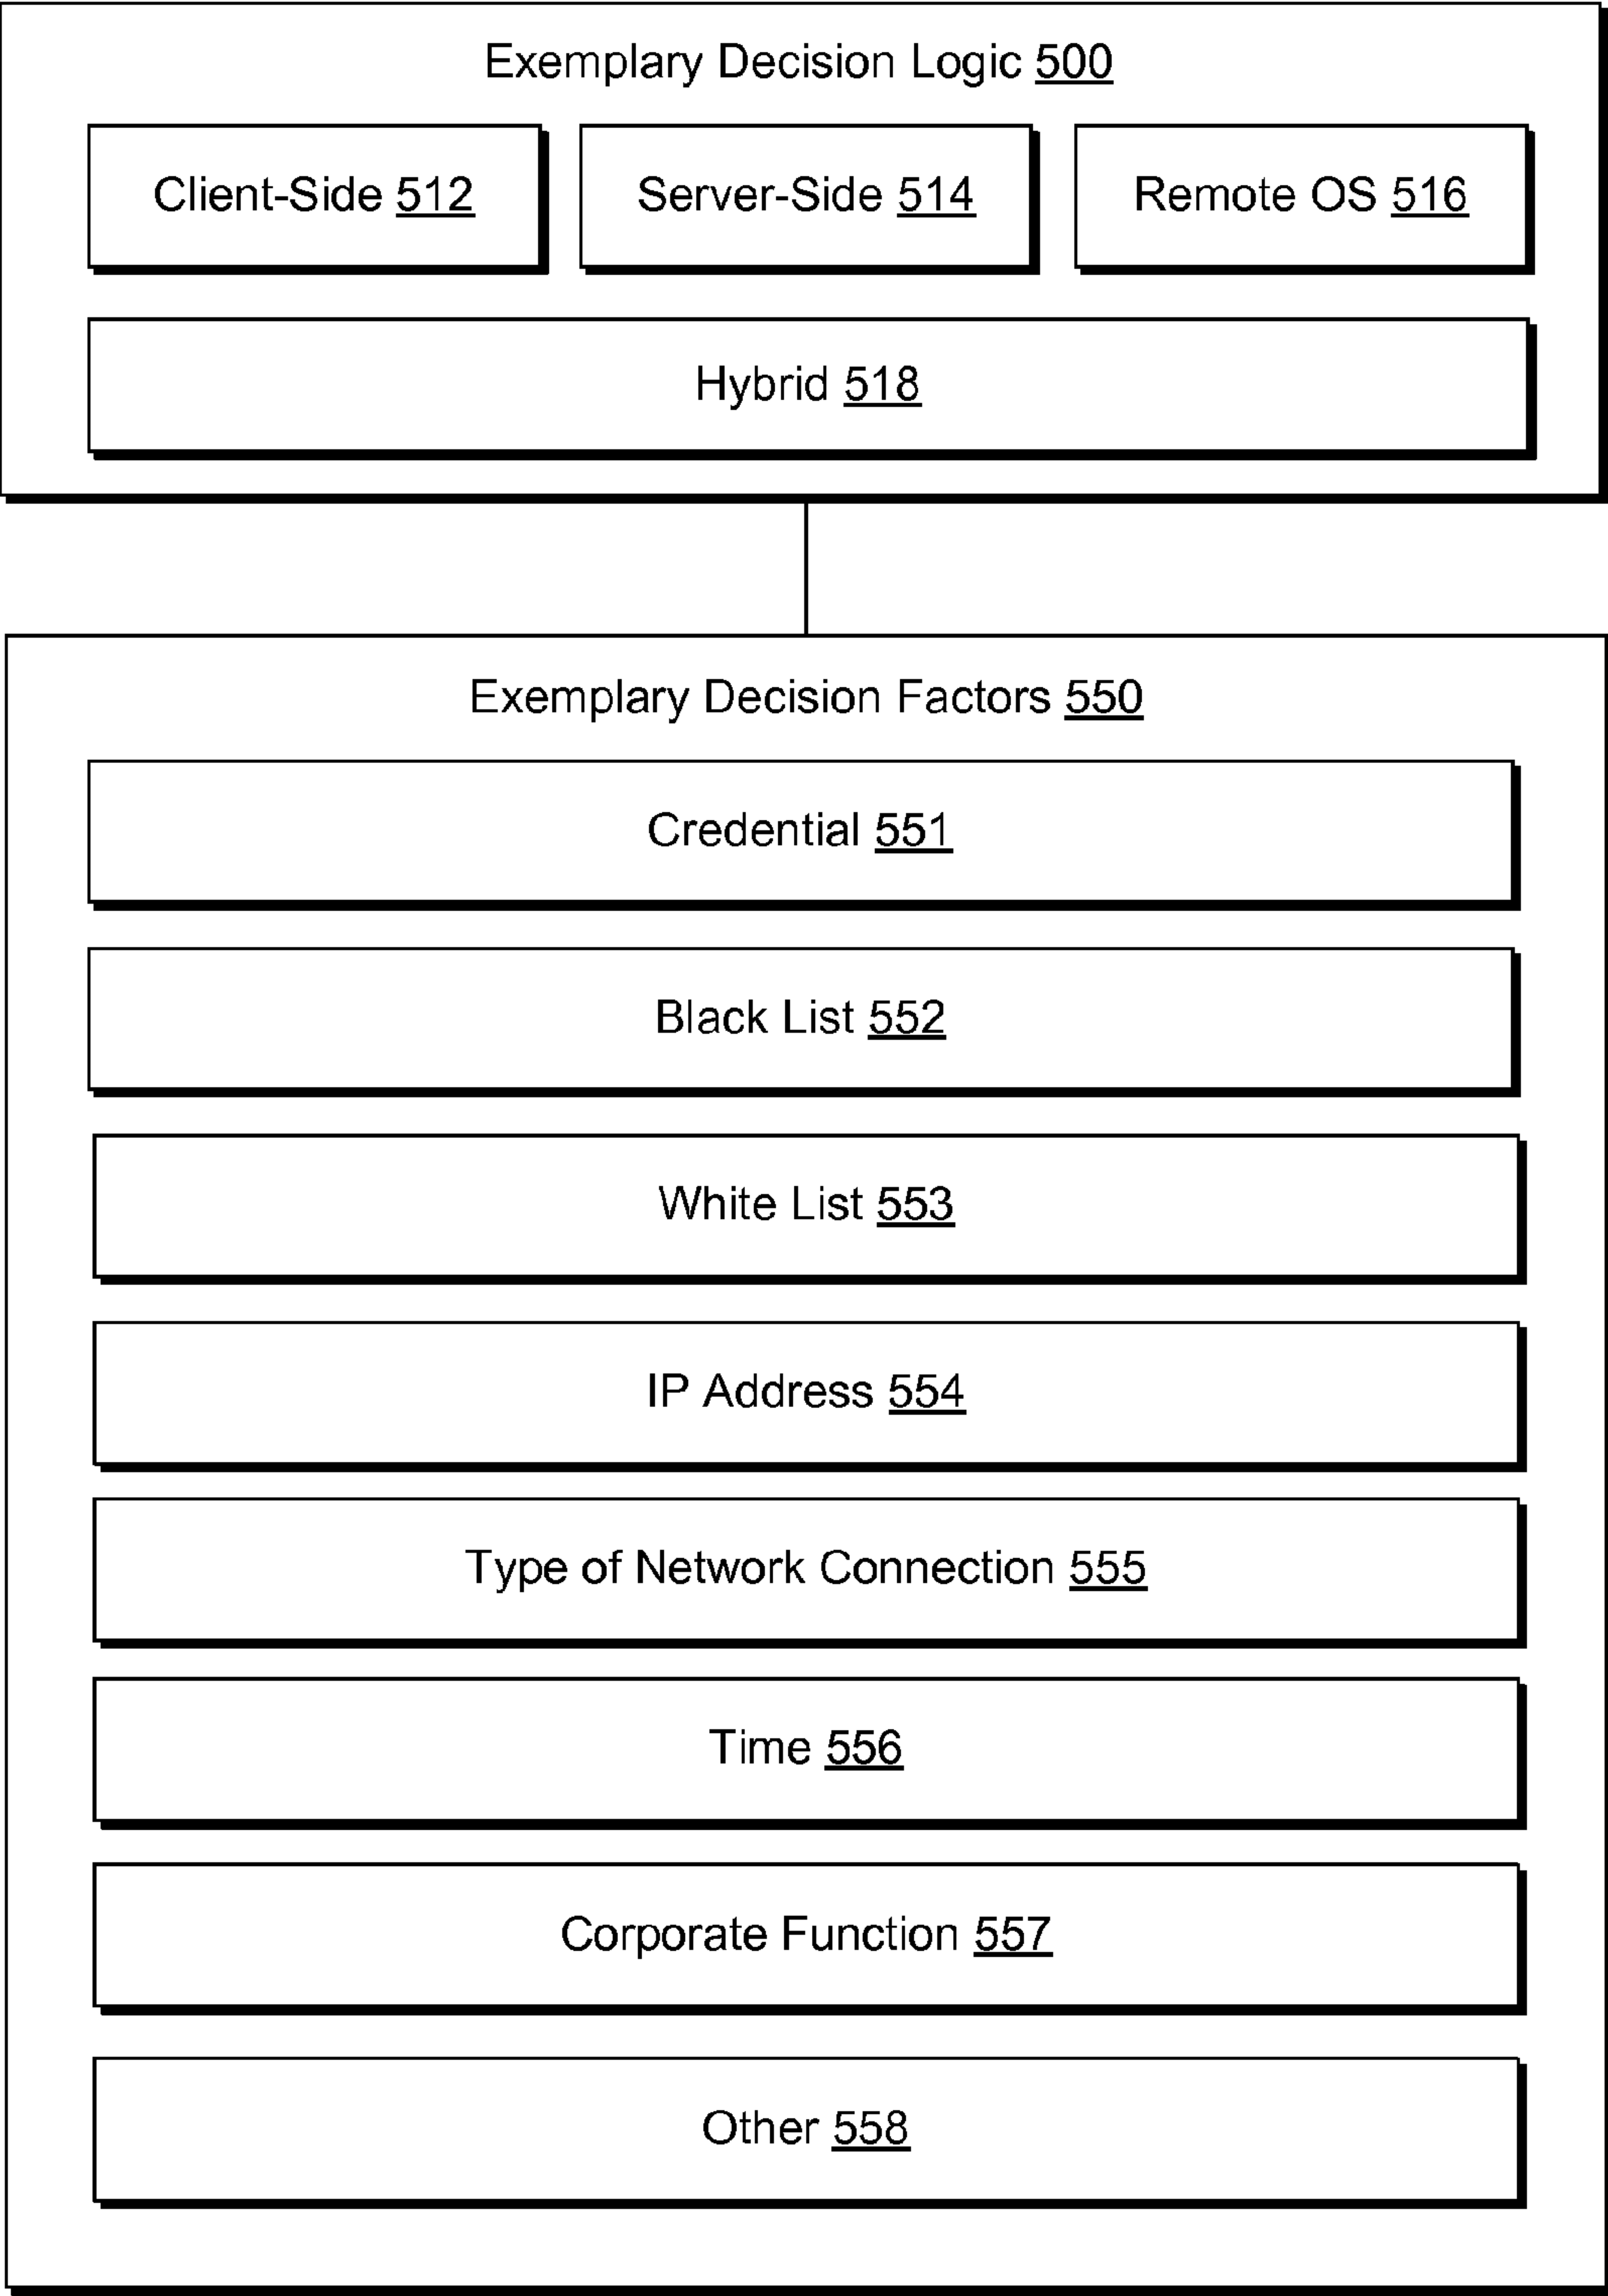 Exemplary Decision Logic 500
Client-Side 512 Server-Side 514 Remote OS 516
Hybrid 518
Exemplary Decision Factors 550
Credential 551
Black List 552
White List 553
IP Address 554
Type of Network Connection 555
Time 556
Corporate Function 557
Other 558